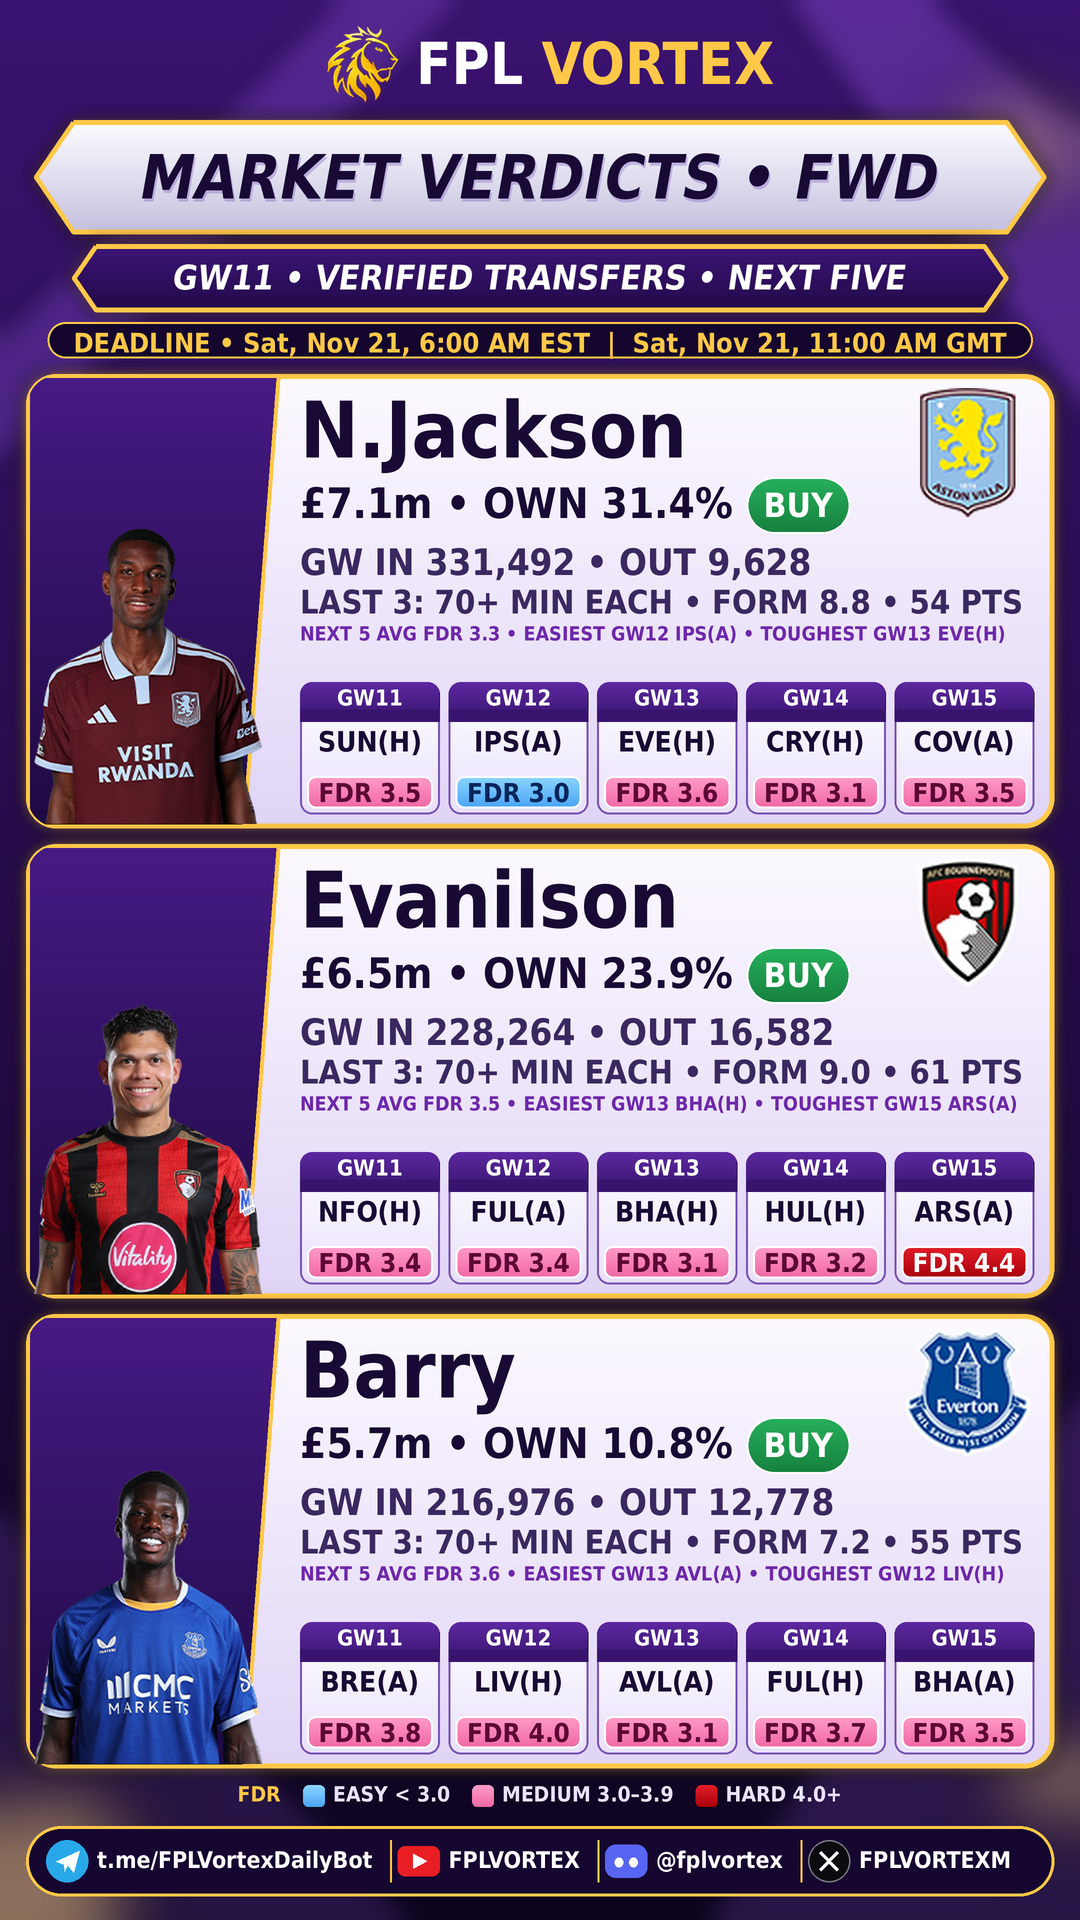 FPL VORTEX
MARKET VERDICTS • FWD
GW11 • VERIFIED TRANSFERS • NEXT FIVE
DEADLINE • Sat, Nov 21, 6:00 AM EST | Sat, Nov 21, 11:00 AM GMT
N.Jackson
ASTON VILLA
£7.1m • OWN 31.4% BUY
GW IN 331,492 • OUT 9,628
LAST 3: 70+ MIN EACH • FORM 8.8 • 54 PTS
NEXT 5 AVG FDR 3.3 • EASIEST GW12 IPS(A) • TOUGHEST GW13 EVE(H)
GW11 GW12 GW13 GW14 GW15
SUN(H) IPS(A) EVE(H) CRY(H) COV(A)
FDR 3.5 FDR 3.0 FDR 3.6 FDR 3.1 FDR 3.5
VISIT
RWANDA
Evanilson
AFC BOURNEMOUTH
£6.5m • OWN 23.9% BUY
GW IN 228,264 • OUT 16,582
LAST 3: 70+ MIN EACH • FORM 9.0 • 61 PTS
NEXT 5 AVG FDR 3.5 • EASIEST GW13 BHA(H) • TOUGHEST GW15 ARS(A)
GW11 GW12 GW13 GW14 GW15
NFO(H) FUL(A) BHA(H) HUL(H) ARS(A)
FDR 3.4 FDR 3.4 FDR 3.1 FDR 3.2 FDR 4.4
Vitality
Barry
Everton
1878
NIL SATIS NISI OPTIMUM
£5.7m • OWN 10.8% BUY
GW IN 216,976 • OUT 12,778
LAST 3: 70+ MIN EACH • FORM 7.2 • 55 PTS
NEXT 5 AVG FDR 3.6 • EASIEST GW13 AVL(A) • TOUGHEST GW12 LIV(H)
GW11 GW12 GW13 GW14 GW15
BRE(A) LIV(H) AVL(A) FUL(H) BHA(A)
FDR 3.8 FDR 4.0 FDR 3.1 FDR 3.7 FDR 3.5
CMC
MARKETS
FDR EASY < 3.0 MEDIUM 3.0–3.9 HARD 4.0+
t.me/FPLVortexDailyBot | FPLVORTEX | @fplvortex | FPLVORTEXM